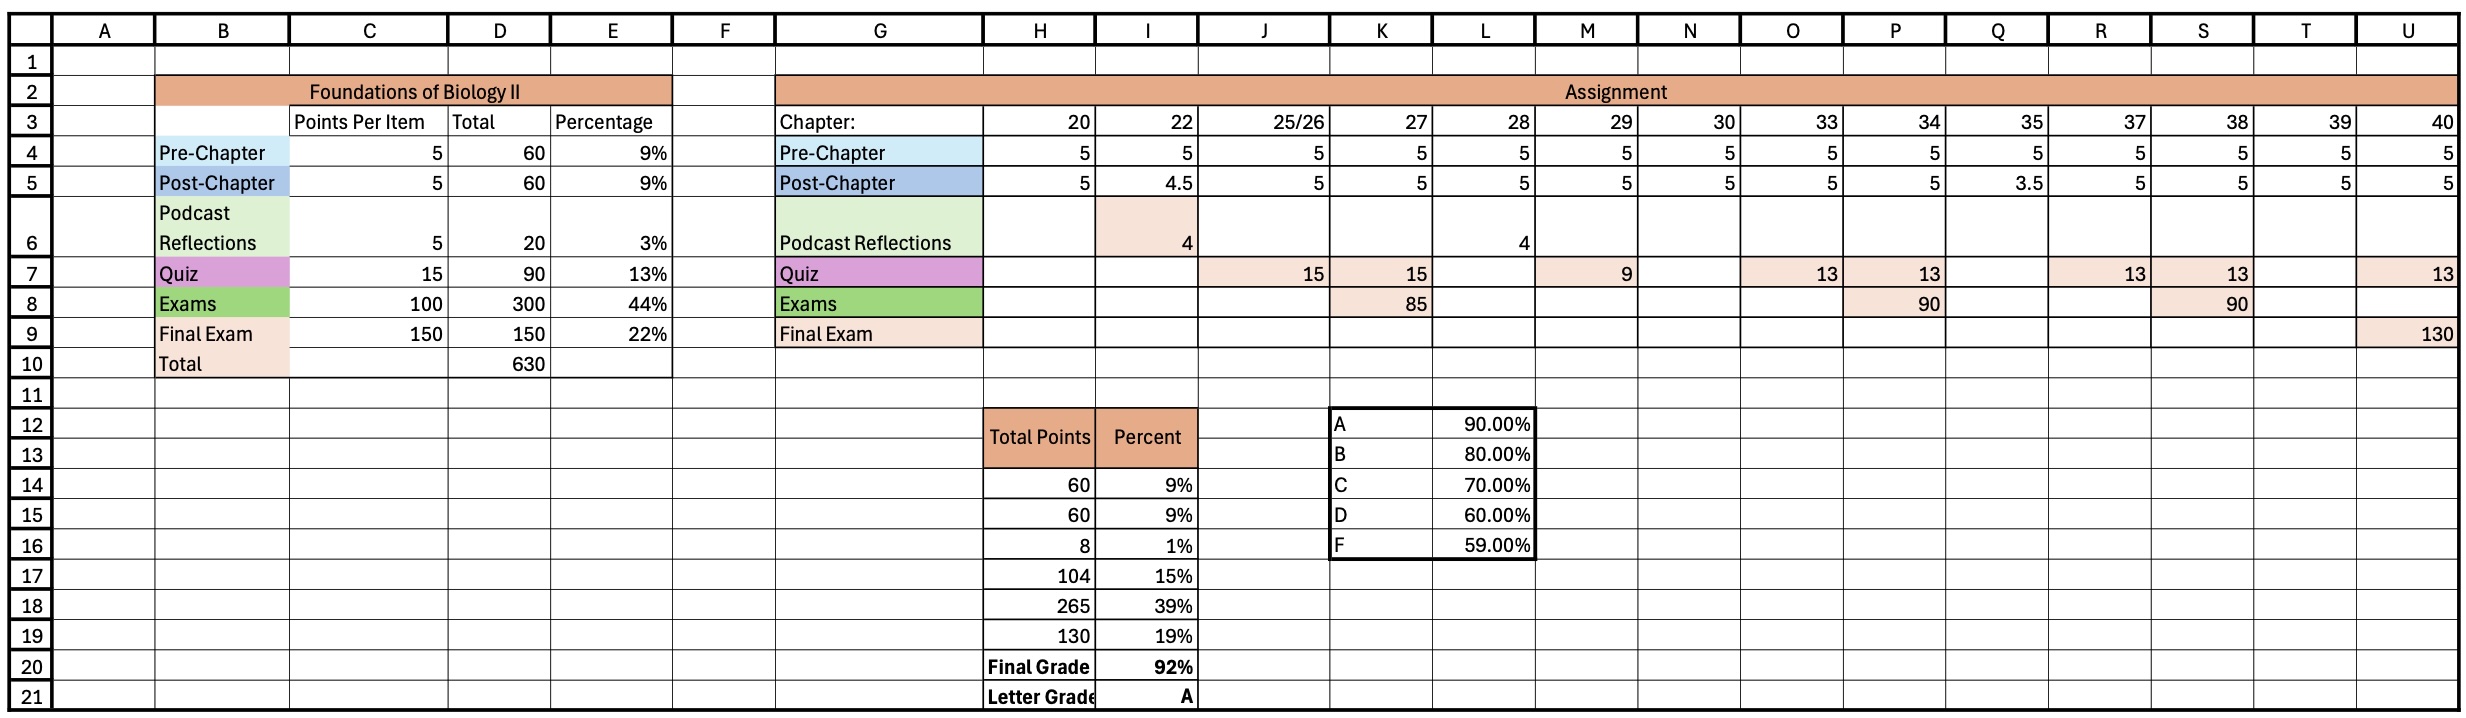 A B C D E F G H I J K L M N O P Q R S T U
1
2 Foundations of Biology II Assignment
3 Points Per Item Total Percentage Chapter: 20 22 25/26 27 28 29 30 33 34 35 37 38 39 40
4 Pre-Chapter 5 60 9% Pre-Chapter 5 5 5 5 5 5 5 5 5 5 5 5 5 5
5 Post-Chapter 5 60 9% Post-Chapter 5 4.5 5 5 5 5 5 5 5 3.5 5 5 5 5
Podcast
6 Reflections 5 20 3% Podcast Reflections 4 4
7 Quiz 15 90 13% Quiz 15 15 9 13 13 13 13 13
8 Exams 100 300 44% Exams 85 90 90
9 Final Exam 150 150 22% Final Exam 130
10 Total 630
11
12 A 90.00%
Total Points Percent
13 B 80.00%
14 60 9% C 70.00%
15 60 9% D 60.00%
16 8 1% F 59.00%
17 104 15%
18 265 39%
19 130 19%
20 Final Grade 92%
21 Letter Grade A